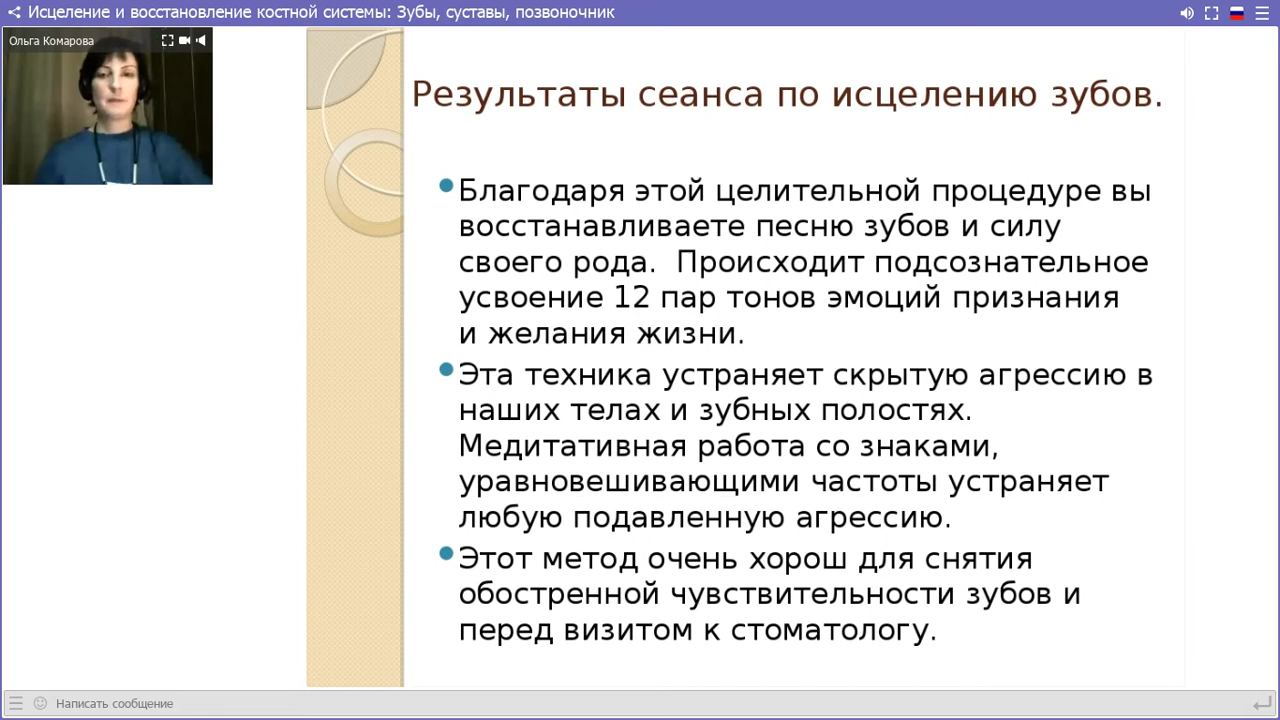 Исцеление и восстановление костной системы: Зубы, суставы, позвоночник
Ольга Комарова
Результаты сеанса по исцелению зубов.
Благодаря этой целительной процедуре вы
восстанавливаете песню зубов и силу
своего рода.  Происходит подсознательное
усвоение 12 пар тонов эмоций признания
и желания жизни.
Эта техника устраняет скрытую агрессию в
наших телах и зубных полостях.
Медитативная работа со знаками,
уравновешивающими частоты устраняет
любую подавленную агрессию.
Этот метод очень хорош для снятия
обостренной чувствительности зубов и
перед визитом к стоматологу.
Написать сообщение